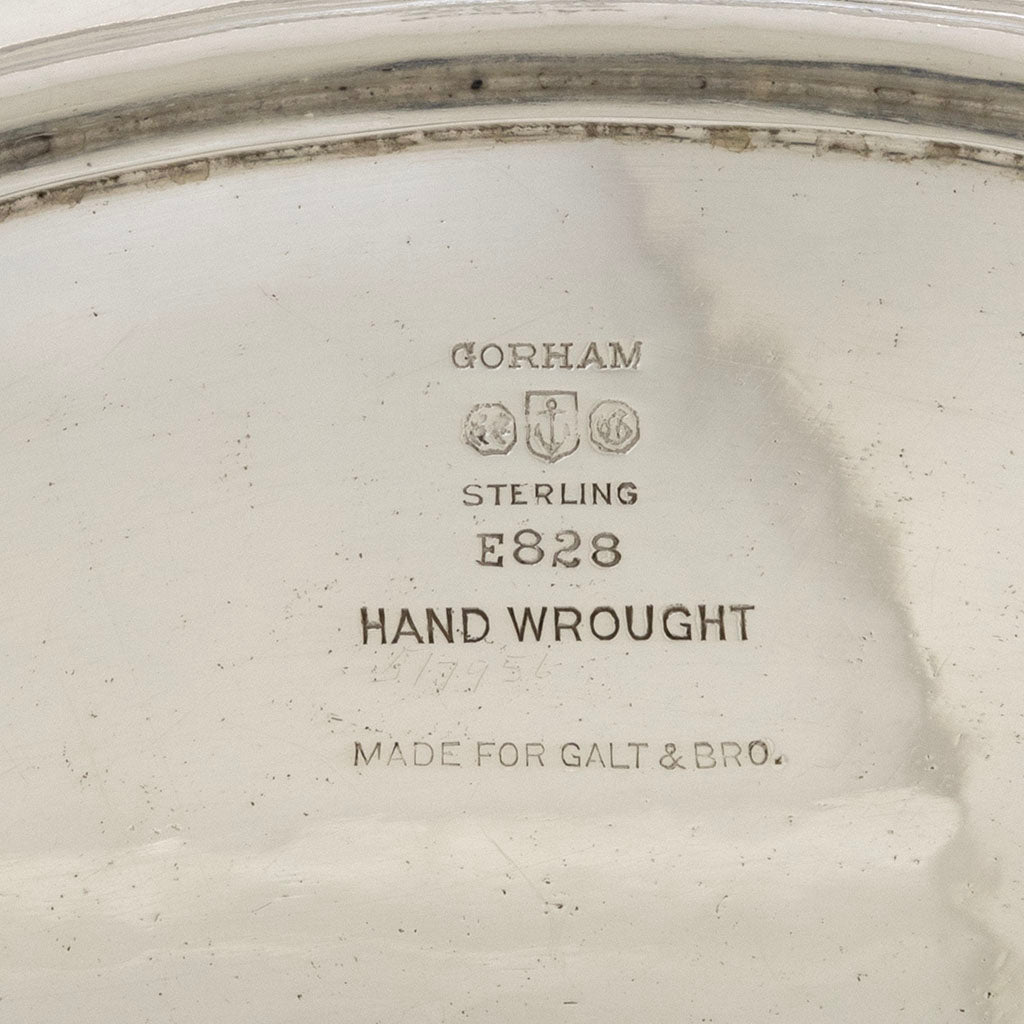 GORHAM
STERLING
E828
HAND WROUGHT
MADE FOR GALT & BRO.